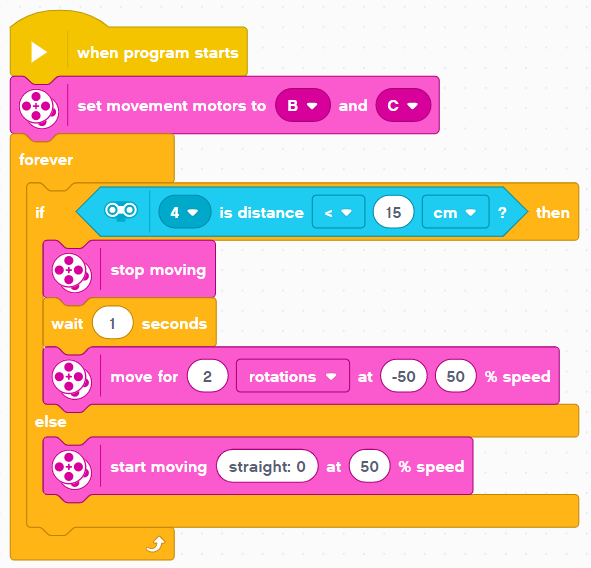 when program starts
set movement motors to B and C
forever
if 4 is distance < 15 cm ? then
stop moving
wait 1 seconds
move for 2 rotations at -50 50 % speed
else
start moving straight: 0 at 50 % speed